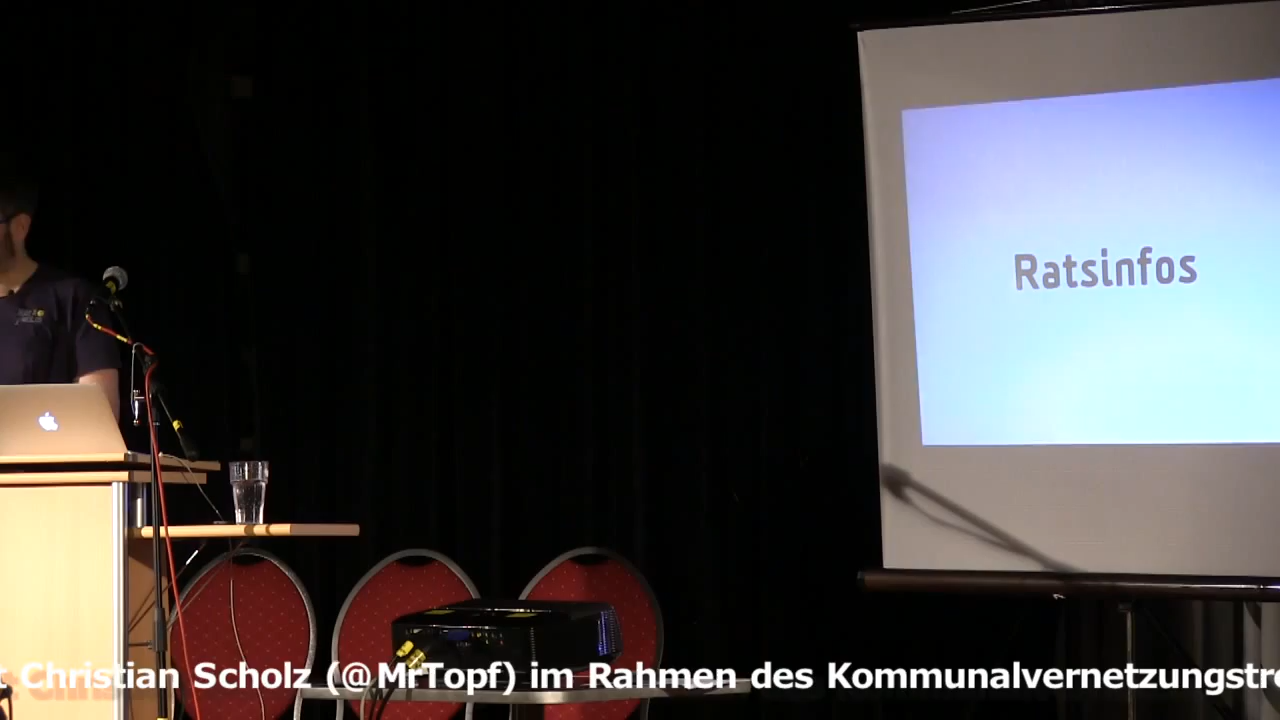 Ratsinfos
t Christian Scholz (@MrTopf) im Rahmen des Kommunalvernetzungstre